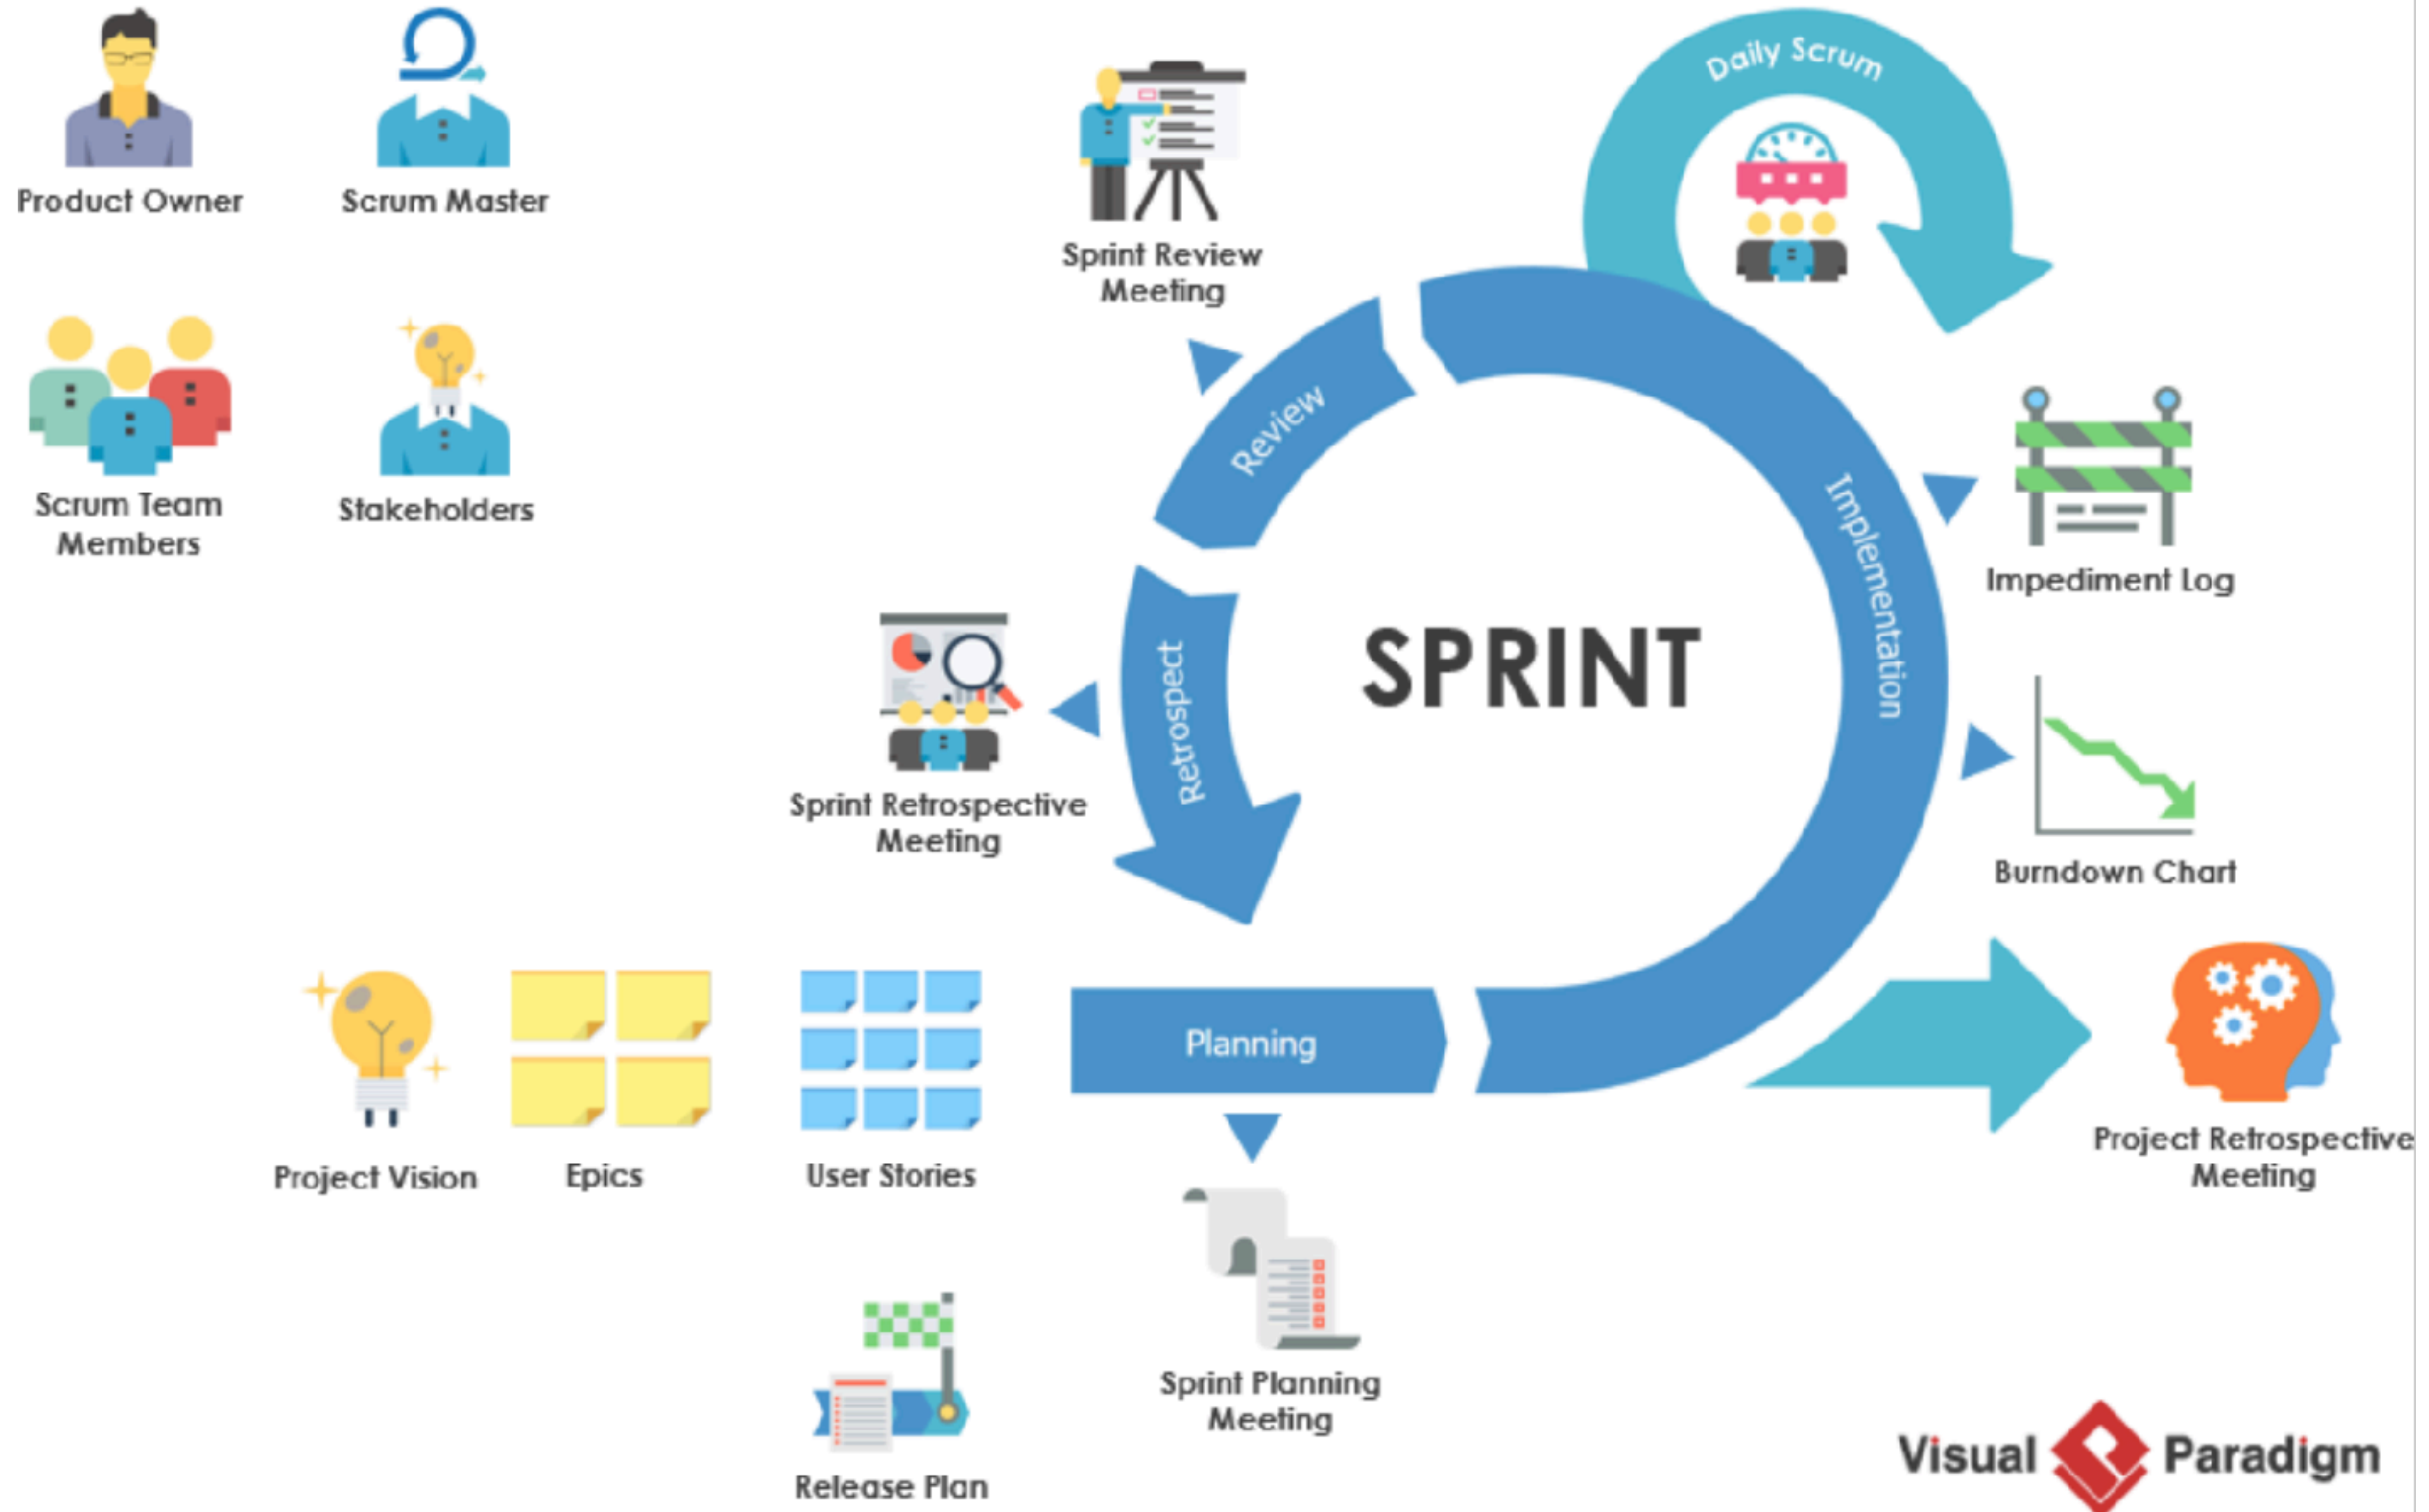 Product Owner
Scrum Master
Scrum Team
Members
Stakeholders
Sprint Review
Meeting
Daily Scrum
Review
Implementation
Impediment Log
SPRINT
Retrospect
Sprint Retrospective
Meeting
Burndown Chart
Planning
Project Vision
Epics
User Stories
Project Retrospective
Meeting
Sprint Planning
Meeting
Release Plan
Visual Paradigm